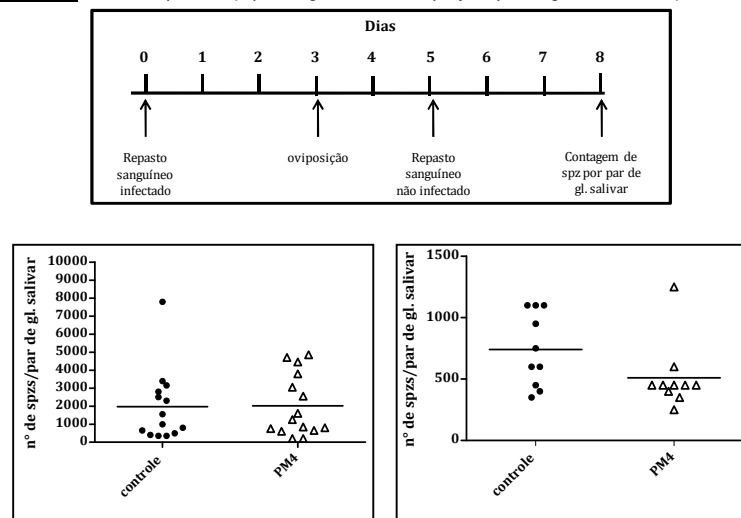 Dias
0 1 2 3 4 5 6 7 8
Repasto sanguíneo infectado
oviposição
Repasto sanguíneo não infectado
Contagem de spz por par de gl. salivar
n° de spzs/par de gl. salivar
10000
9000
8000
7000
6000
5000
4000
3000
2000
1000
0
controle
PM4
n° de spzs/par de gl. salivar
1500
1000
500
0
controle
PM4